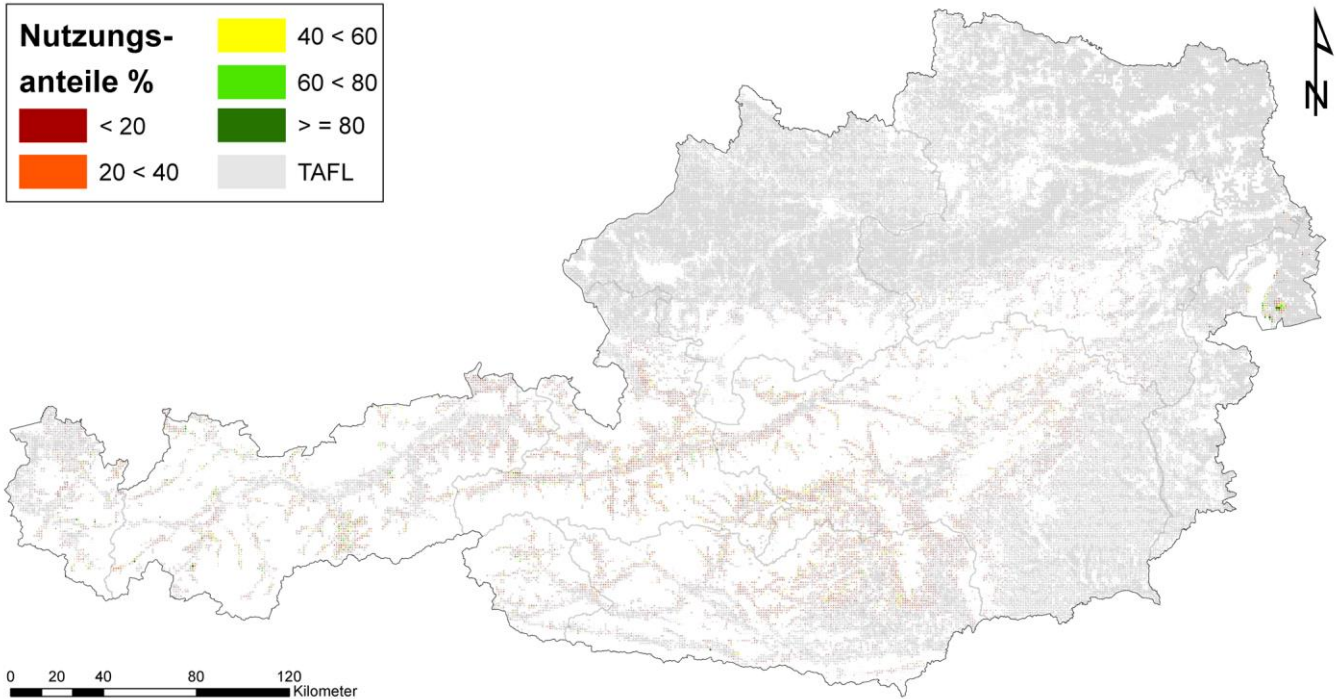 Nutzungs-
anteile %
< 20
20 < 40
40 < 60
60 < 80
> = 80
TAFL
N
0 20 40 80 120
Kilometer